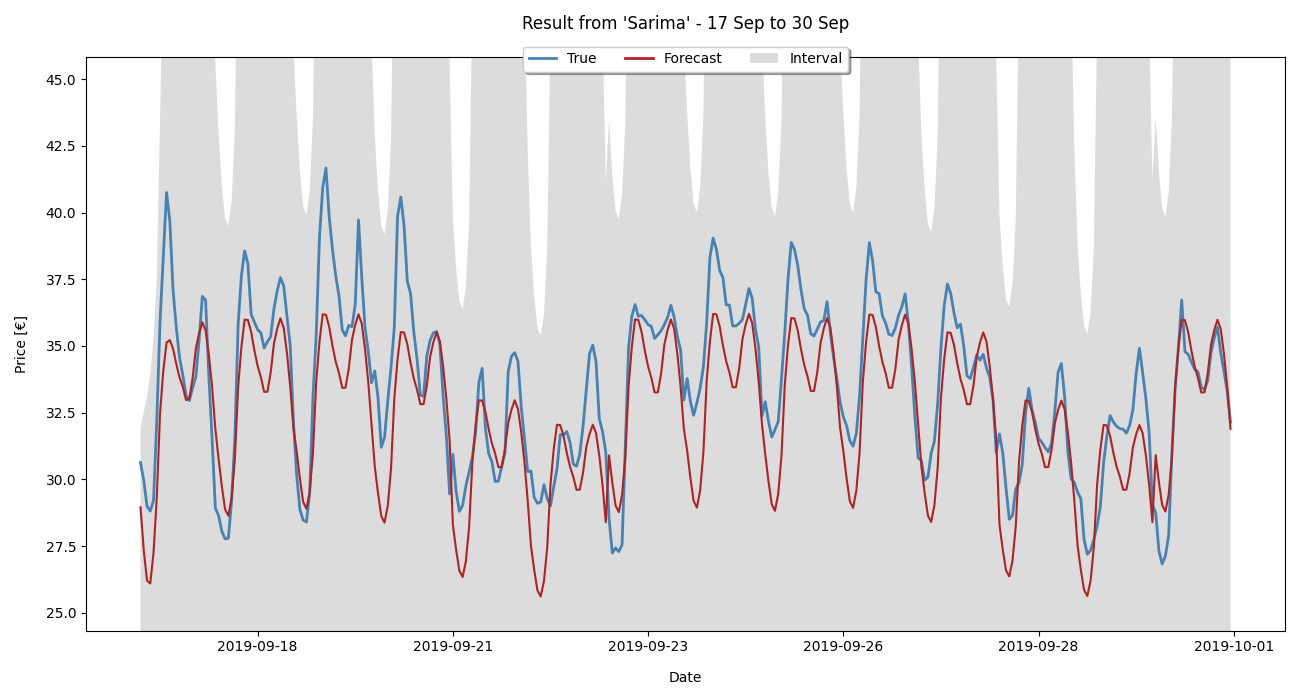 Result from 'Sarima' - 17 Sep to 30 Sep
True Forecast Interval
45.0
42.5
40.0
37.5
35.0
32.5
30.0
27.5
25.0
Price [€]
2019-09-18 2019-09-21 2019-09-23 2019-09-26 2019-09-28 2019-10-01
Date